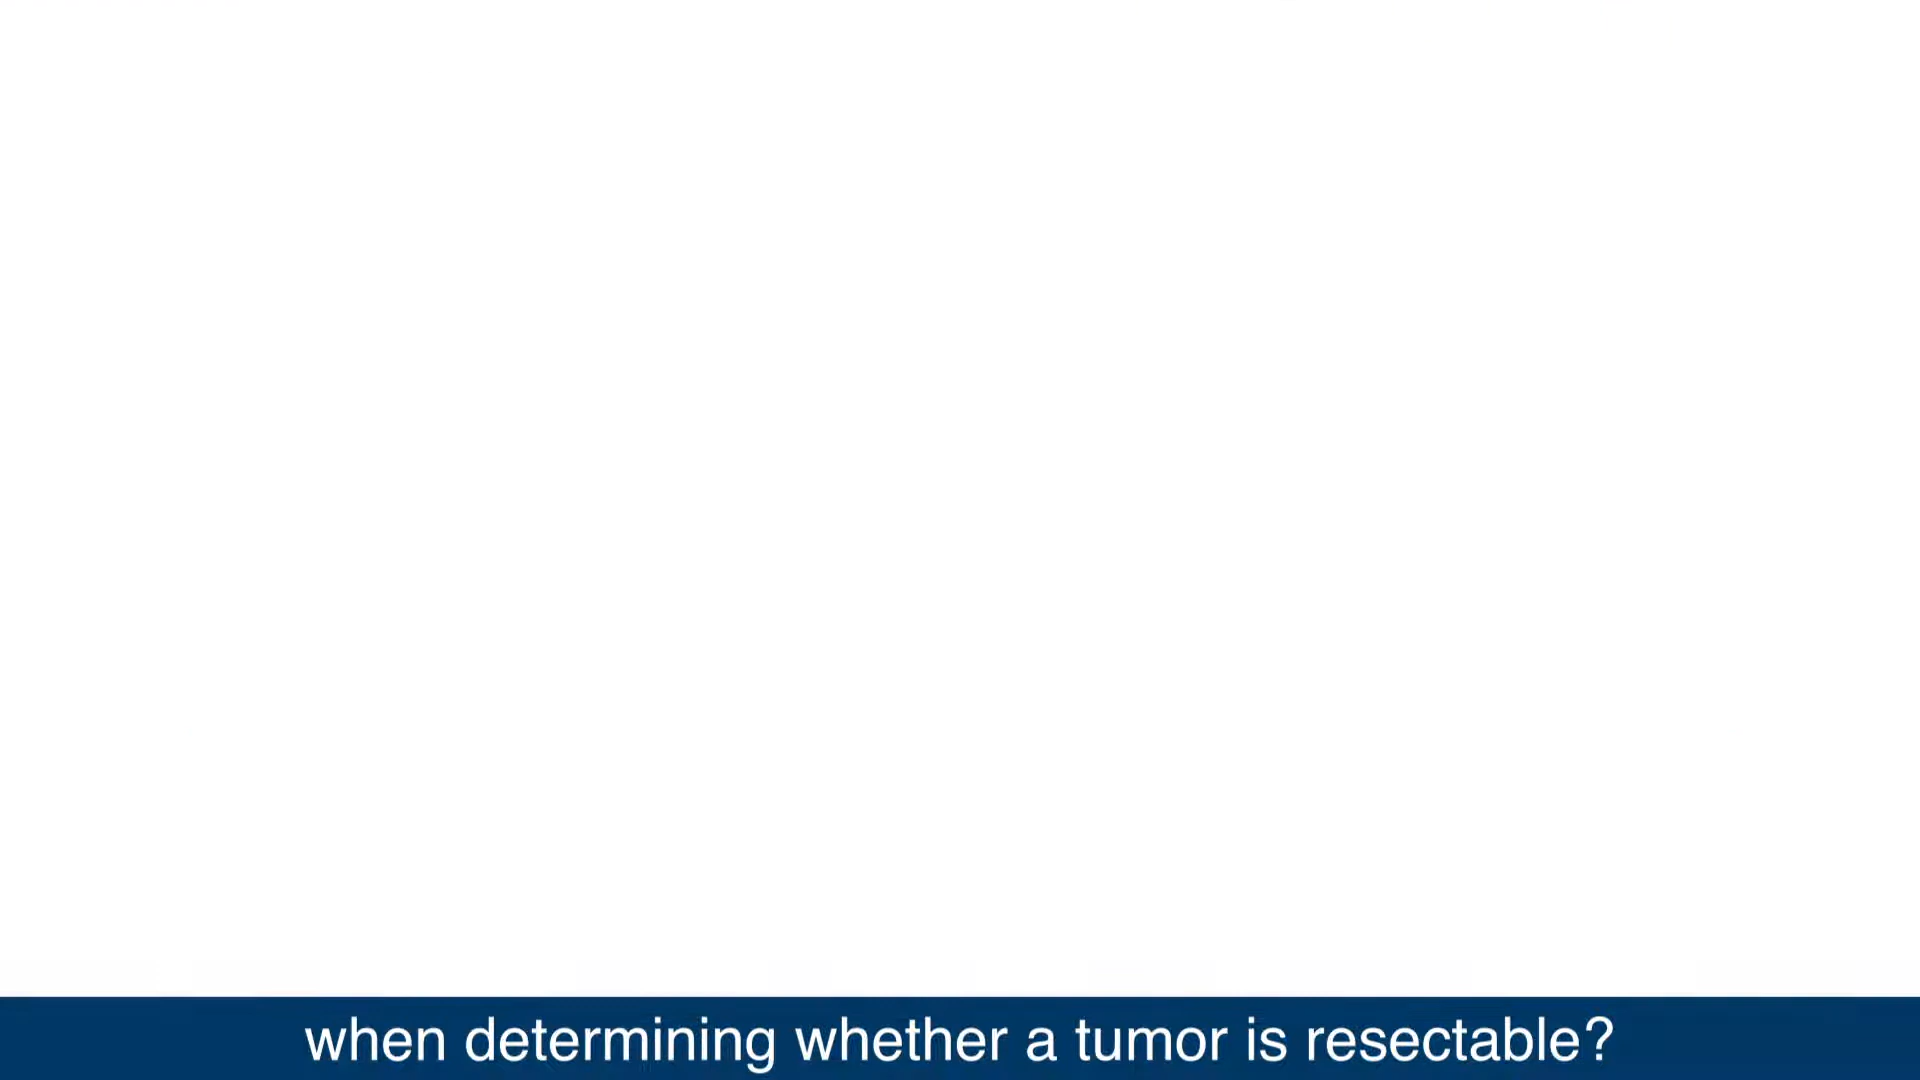 when determining whether a tumor is resectable?